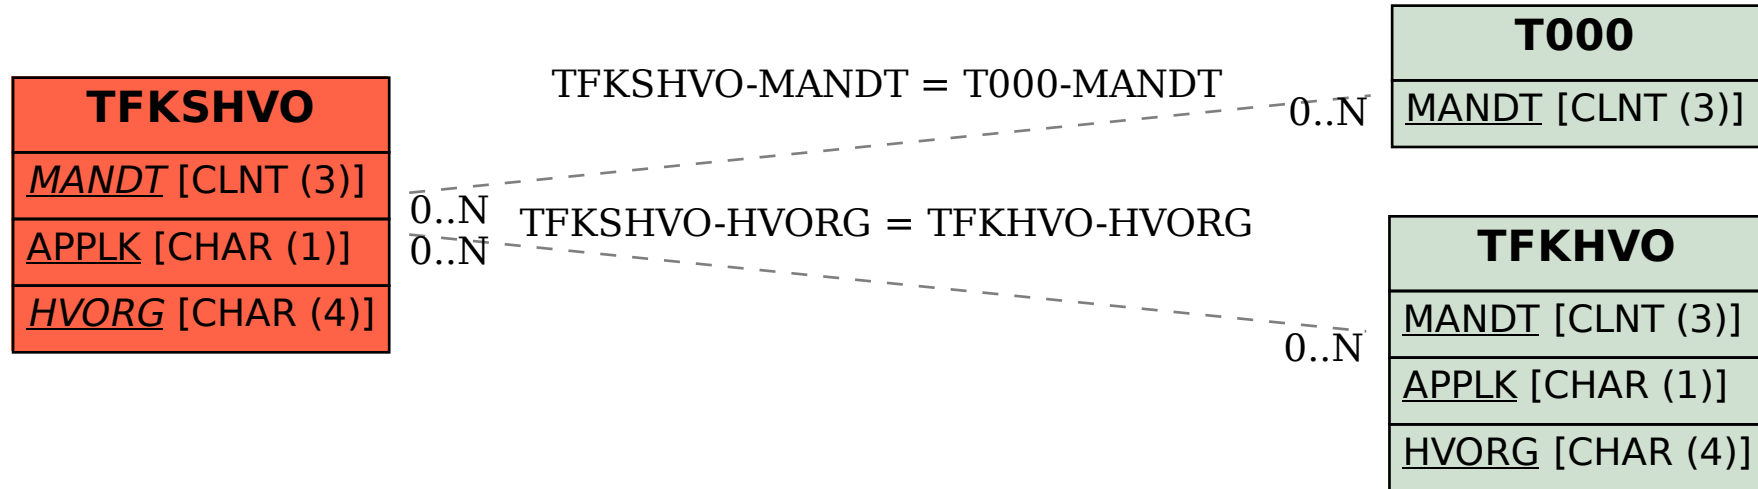 TFKSHVO
MANDT [CLNT (3)]
APPLK [CHAR (1)]
HVORG [CHAR (4)]
TFKSHVO-MANDT = T000-MANDT
0..N
0..N
TFKSHVO-HVORG = TFKHVO-HVORG
0..N
0..N
T000
MANDT [CLNT (3)]
TFKHVO
MANDT [CLNT (3)]
APPLK [CHAR (1)]
HVORG [CHAR (4)]